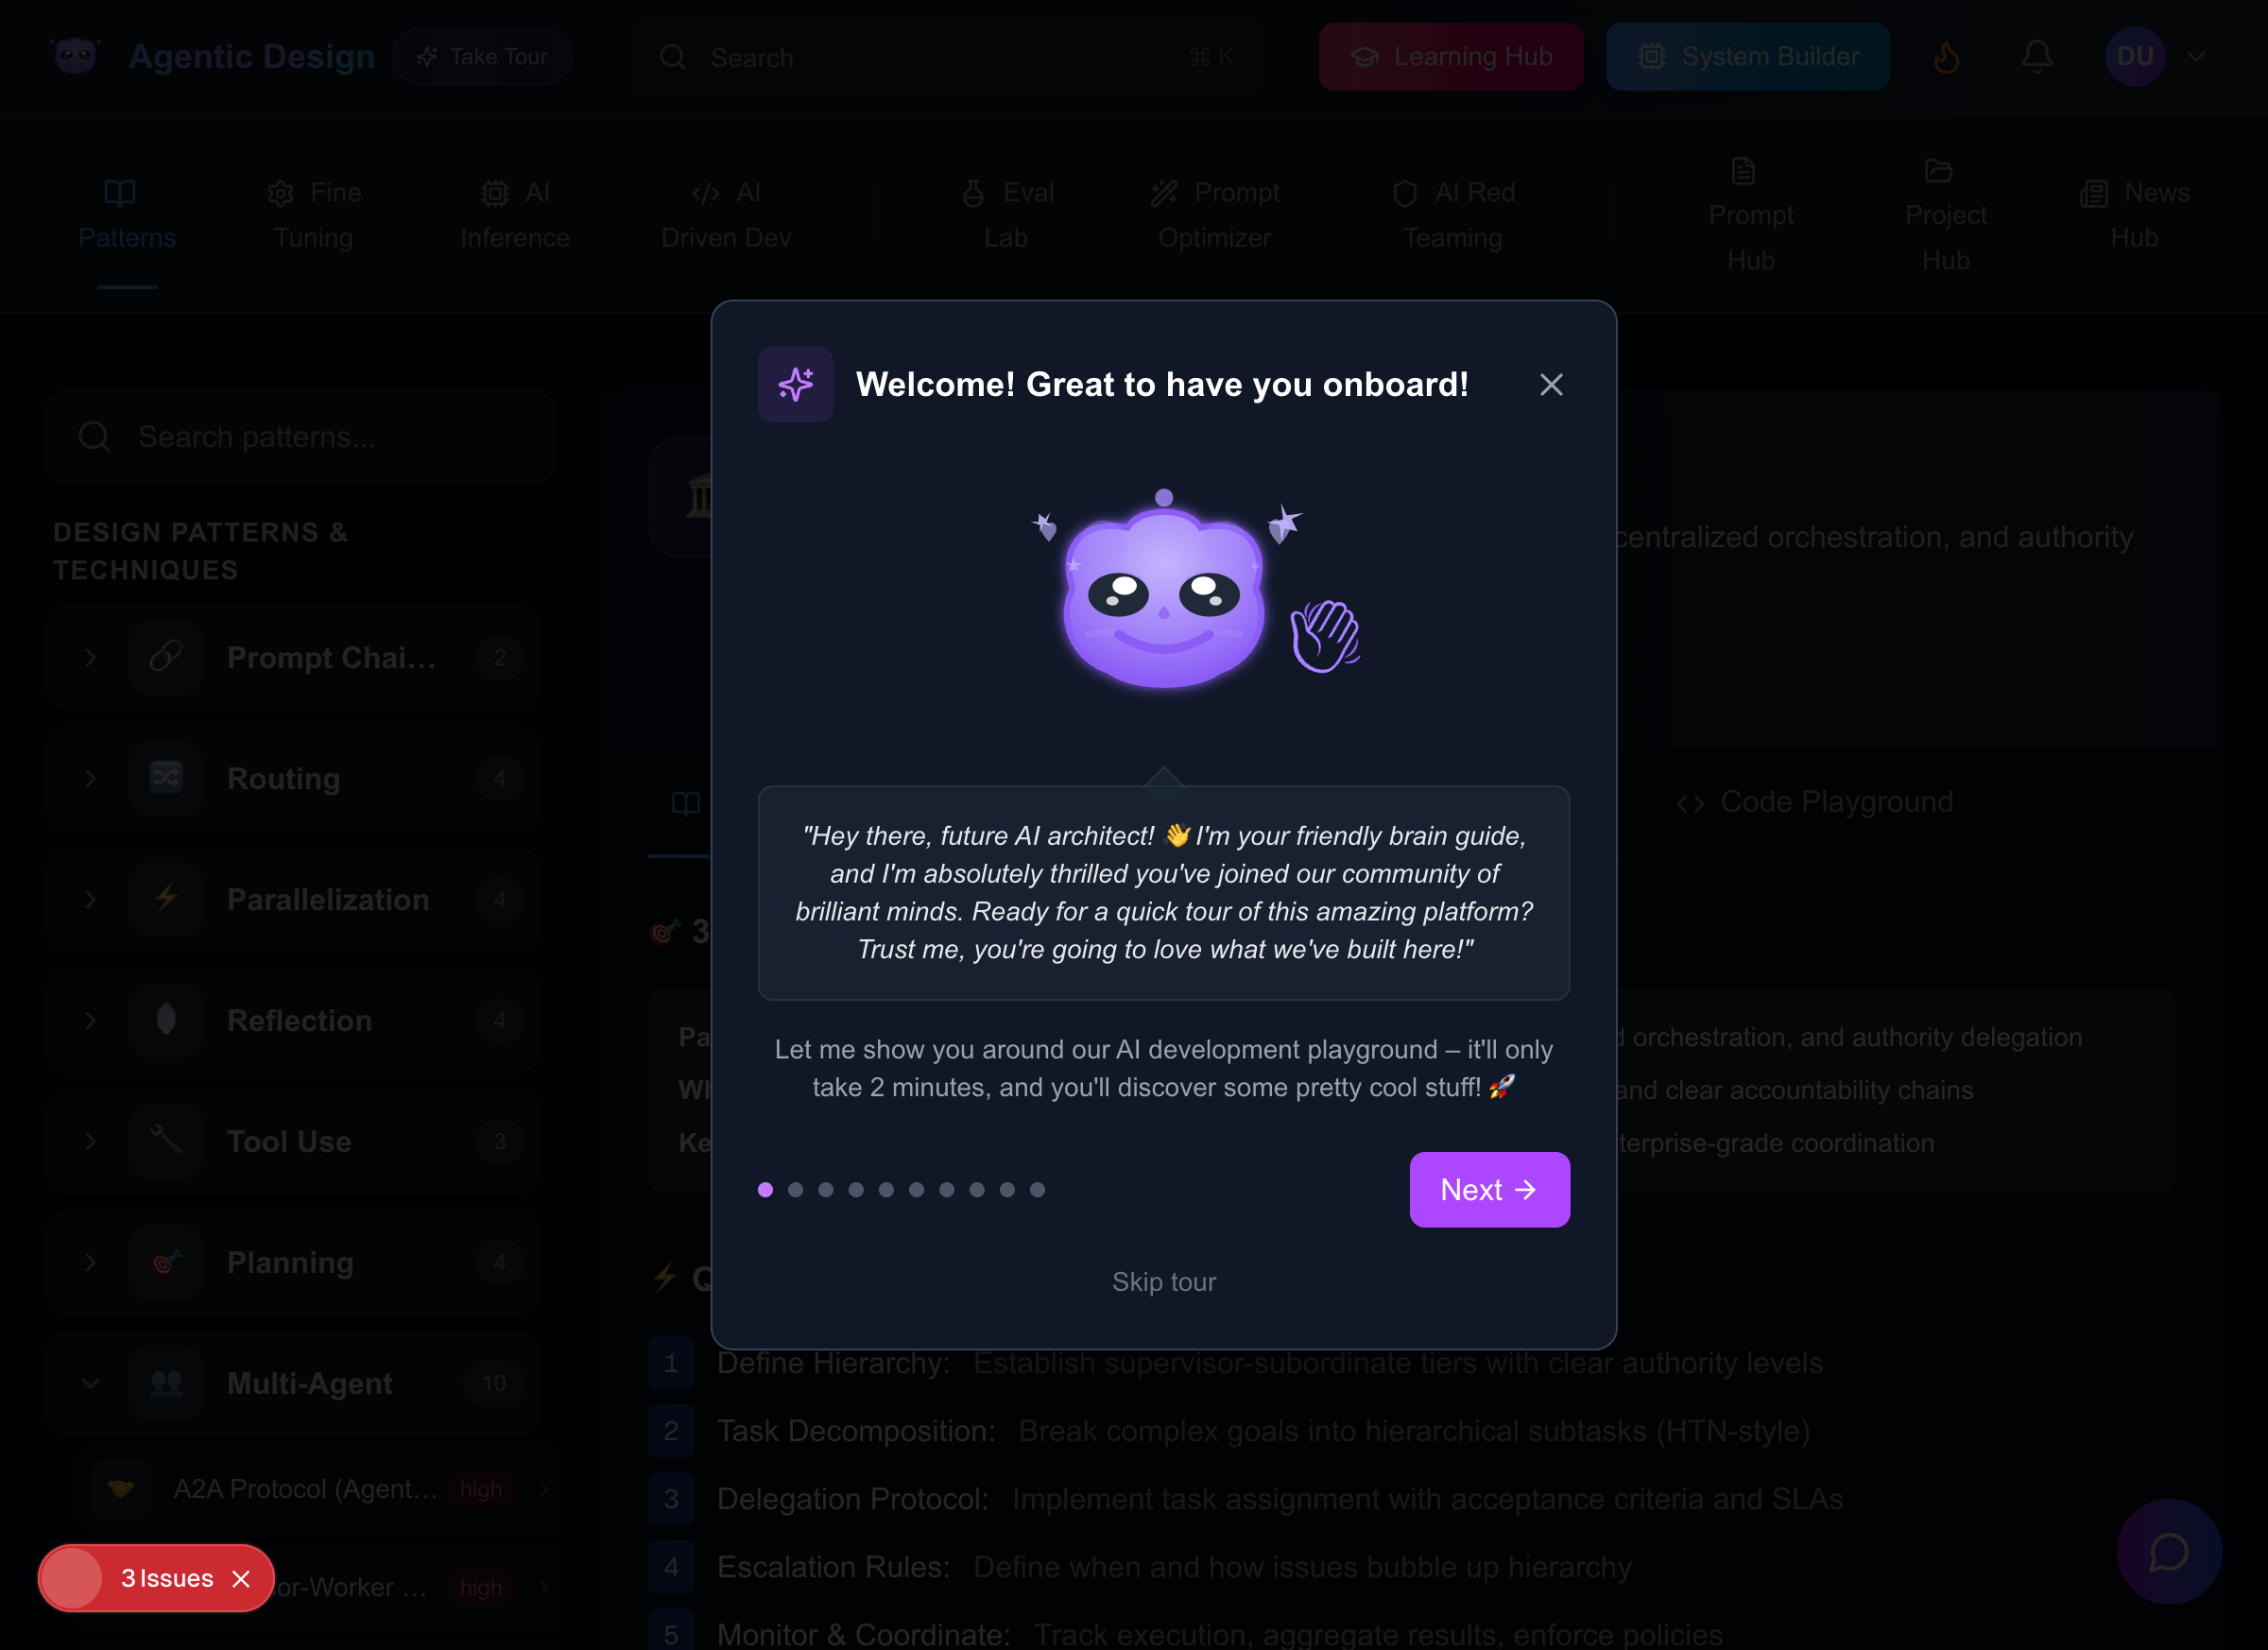 Agentic Design
Take Tour
Search
⌘ K
Learning Hub
System Builder
DU
Patterns
Fine
Tuning
AI
Inference
AI
Driven Dev
Eval
Lab
Prompt
Optimizer
AI Red
Teaming
Prompt
Hub
Project
Hub
News
Hub
Search patterns...
DESIGN PATTERNS &
TECHNIQUES
Prompt Chai... 2
Routing 4
Parallelization 4
Reflection 4
Tool Use 3
Planning 4
Multi-Agent 10
A2A Protocol (Agent... high
or-Worker ... high
3 Issues
Welcome! Great to have you onboard!
"Hey there, future AI architect! 👋 I'm your friendly brain guide,
and I'm absolutely thrilled you've joined our community of
brilliant minds. Ready for a quick tour of this amazing platform?
Trust me, you're going to love what we've built here!"
Let me show you around our AI development playground – it'll only
take 2 minutes, and you'll discover some pretty cool stuff! 🚀
Next →
Skip tour
centralized orchestration, and authority
Code Playground
3
orchestration, and authority delegation
and clear accountability chains
terprise-grade coordination
1 Define Hierarchy: Establish supervisor-subordinate tiers with clear authority levels
2 Task Decomposition: Break complex goals into hierarchical subtasks (HTN-style)
3 Delegation Protocol: Implement task assignment with acceptance criteria and SLAs
4 Escalation Rules: Define when and how issues bubble up hierarchy
5 Monitor & Coordinate: Track execution, aggregate results, enforce policies